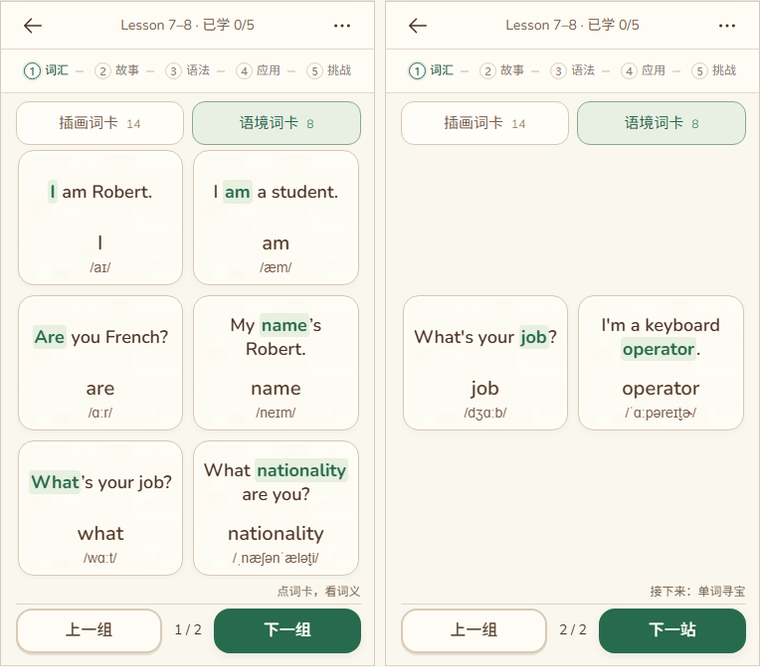 Lesson 7–8 · 已学 0/5
1 词汇 – 2 故事 – 3 语法 – 4 应用 – 5 挑战
插画词卡 14
语境词卡 8
I am Robert.
I
/aɪ/
I am a student.
am
/æm/
Are you French?
are
/ɑːr/
My name’s
Robert.
name
/neɪm/
What’s your job?
what
/wɑːt/
What nationality
are you?
nationality
/ˌnæʃənˈælət̬i/
点词卡，看词义
上一组
1 / 2
下一组
Lesson 7–8 · 已学 0/5
1 词汇 – 2 故事 – 3 语法 – 4 应用 – 5 挑战
插画词卡 14
语境词卡 8
What's your job?
job
/dʒɑːb/
I'm a keyboard
operator.
operator
/ˈɑːpəreɪt̬ɚ/
接下来：单词寻宝
上一组
2 / 2
下一站